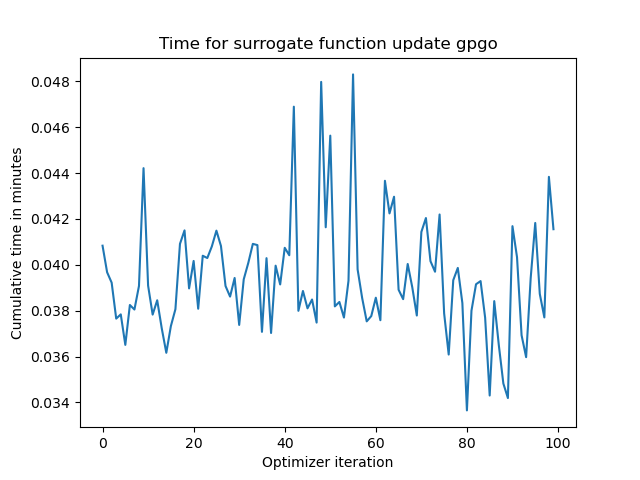 Time for surrogate function update gpgo
Cumulative time in minutes
0.048
0.046
0.044
0.042
0.040
0.038
0.036
0.034
0 20 40 60 80 100
Optimizer iteration